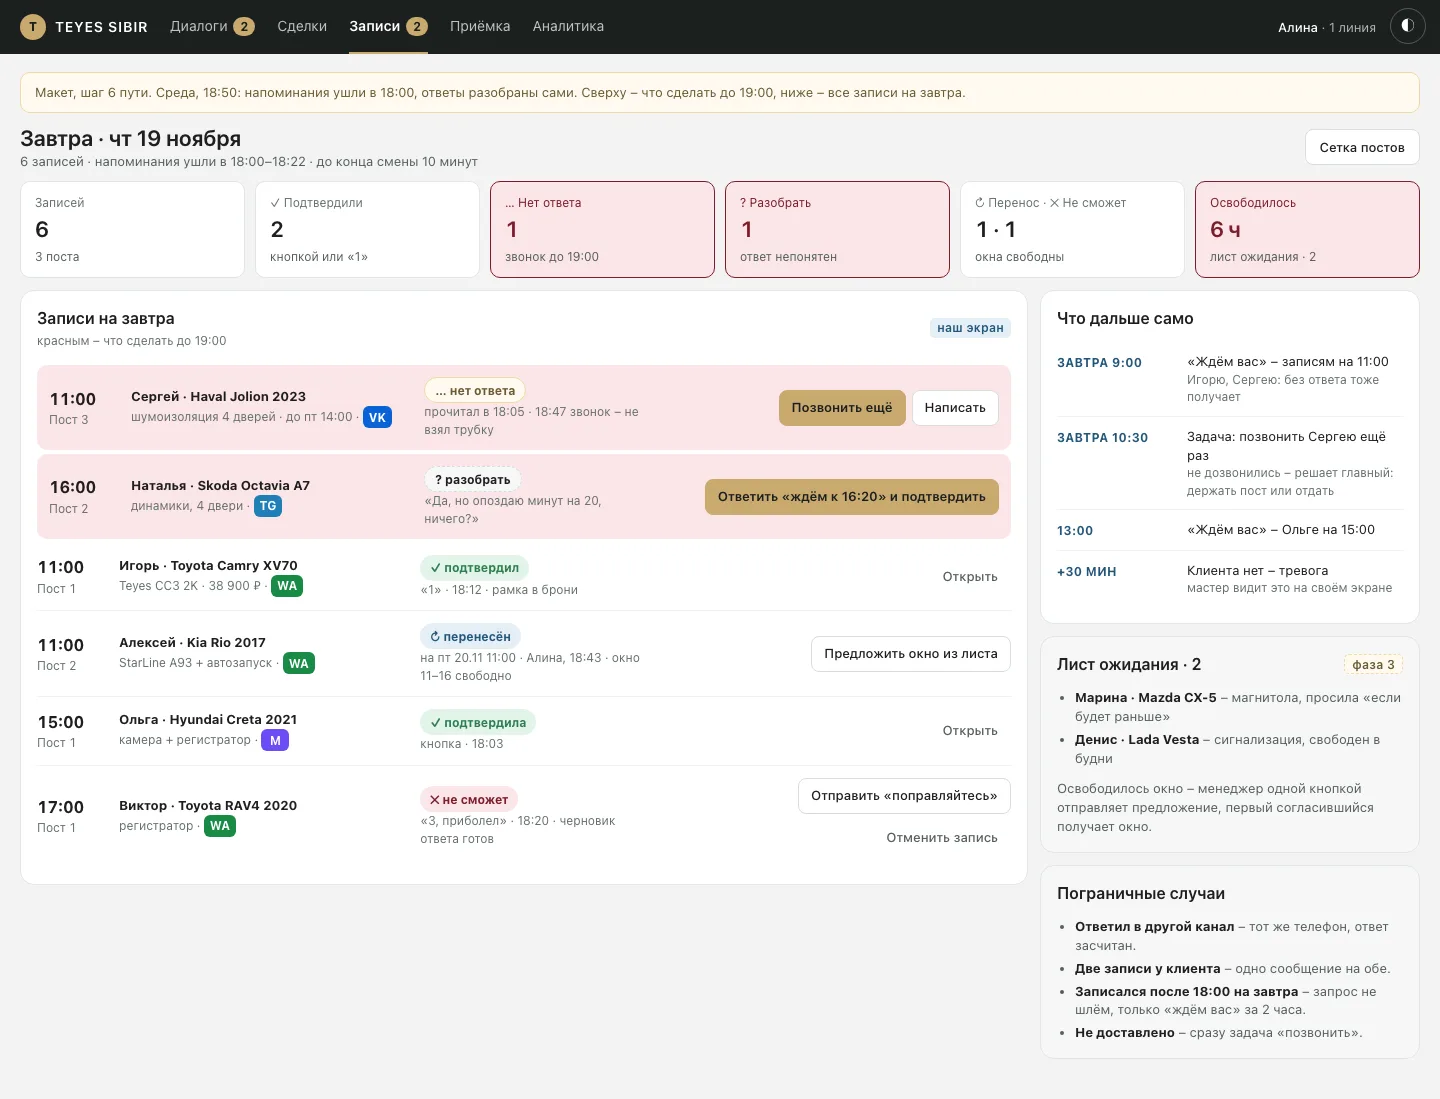 T TEYES SIBIR Диалоги 2 Сделки Записи 2 Приёмка Аналитика Алина · 1 линия
Макет, шаг 6 пути. Среда, 18:50: напоминания ушли в 18:00, ответы разобраны сами. Сверху – что сделать до 19:00, ниже – все записи на завтра.
Завтра · чт 19 ноября
6 записей · напоминания ушли в 18:00–18:22 · до конца смены 10 минут
Сетка постов
Записей
6
3 поста
✓ Подтвердили
2
кнопкой или «1»
... Нет ответа
1
звонок до 19:00
? Разобрать
1
ответ непонятен
↻ Перенос · ✕ Не сможет
1 · 1
окна свободны
Освободилось
6 ч
лист ожидания · 2
Записи на завтра
красным – что сделать до 19:00
наш экран
11:00
Пост 3
Сергей · Haval Jolion 2023
шумоизоляция 4 дверей · до пт 14:00 · VK
... нет ответа
прочитал в 18:05 · 18:47 звонок – не
взял трубку
Позвонить ещё
Написать
16:00
Пост 2
Наталья · Skoda Octavia A7
динамики, 4 двери · TG
? разобрать
«Да, но опоздаю минут на 20,
ничего?»
Ответить «ждём к 16:20» и подтвердить
11:00
Пост 1
Игорь · Toyota Camry XV70
Teyes CC3 2K · 38 900 ₽ · WA
✓ подтвердил
«1» · 18:12 · рамка в брони
Открыть
11:00
Пост 2
Алексей · Kia Rio 2017
StarLine A93 + автозапуск · WA
↻ перенесён
на пт 20.11 11:00 · Алина, 18:43 · окно
11–16 свободно
Предложить окно из листа
15:00
Пост 1
Ольга · Hyundai Creta 2021
камера + регистратор · M
✓ подтвердила
кнопка · 18:03
Открыть
17:00
Пост 1
Виктор · Toyota RAV4 2020
регистратор · WA
✕ не сможет
«3, приболел» · 18:20 · черновик
ответа готов
Отправить «поправляйтесь»
Отменить запись
Что дальше само
ЗАВТРА 9:00
«Ждём вас» – записям на 11:00
Игорю, Сергею: без ответа тоже
получает
ЗАВТРА 10:30
Задача: позвонить Сергею ещё
раз
не дозвонились – решает главный:
держать пост или отдать
13:00
«Ждём вас» – Ольге на 15:00
+30 МИН
Клиента нет – тревога
мастер видит это на своём экране
Лист ожидания · 2
фаза 3
• Марина · Mazda CX-5 – магнитола, просила «если
будет раньше»
• Денис · Lada Vesta – сигнализация, свободен в
будни
Освободилось окно – менеджер одной кнопкой
отправляет предложение, первый согласившийся
получает окно.
Пограничные случаи
• Ответил в другой канал – тот же телефон, ответ
засчитан.
• Две записи у клиента – одно сообщение на обе.
• Записался после 18:00 на завтра – запрос не
шлём, только «ждём вас» за 2 часа.
• Не доставлено – сразу задача «позвонить».